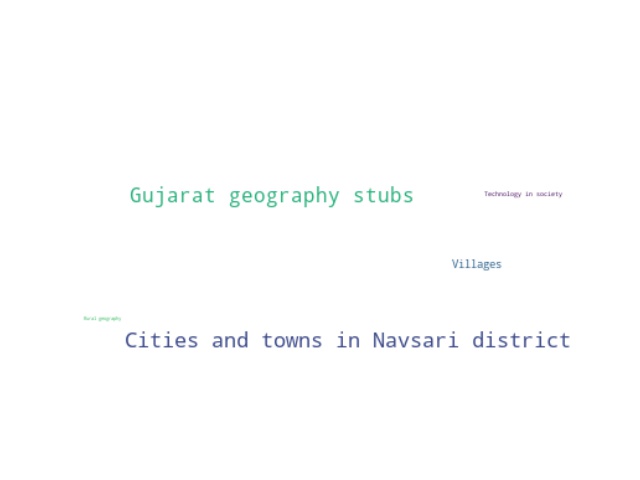 Gujarat geography stubs
Technology in society
Villages
Rural geography
Cities and towns in Navsari district